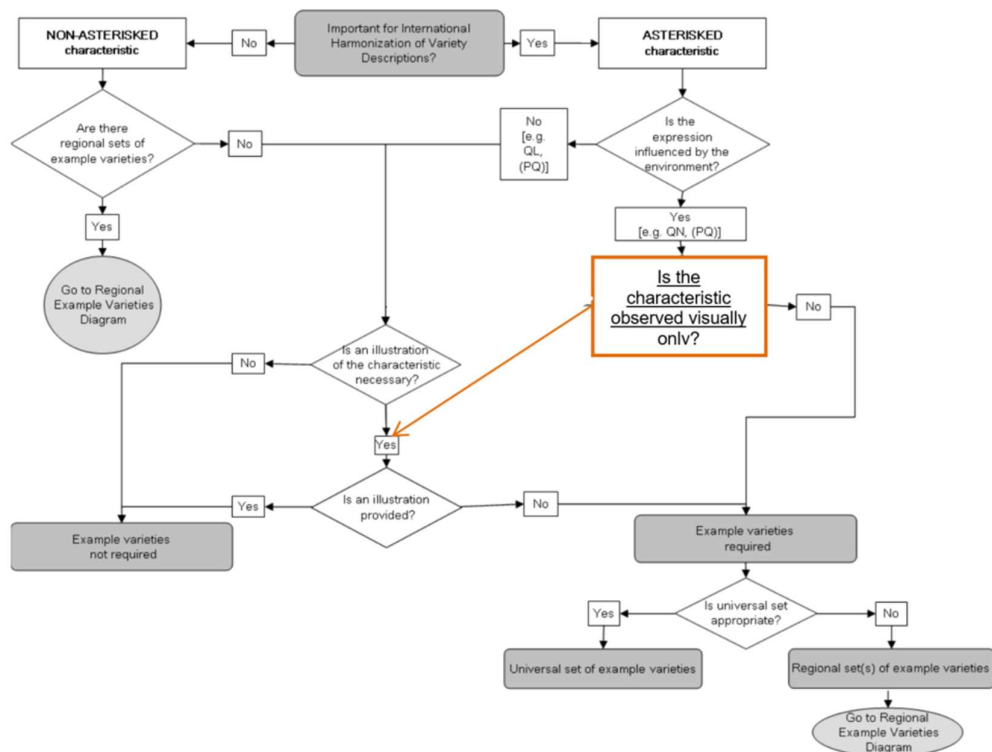 NON-ASTERISKED
characteristic
No
Important for International
Harmonization of Variety
Descriptions?
Yes
ASTERISKED
characteristic
Are there
regional sets of
example varieties?
No
No
[e.g.
QL,
(PQ)]
Is the
expression
influenced by the
environment?
Yes
Yes
[e.g. QN, (PQ)]
Go to Regional
Example Varieties
Diagram
Is the
characteristic
observed visually
only?
No
Is an illustration
of the characteristic
necessary?
No
Yes
Is an illustration
provided?
Yes
No
Example varieties
not required
Example varieties
required
Is universal set
appropriate?
Yes
No
Universal set of example varieties
Regional set(s) of example varieties
Go to Regional
Example Varieties
Diagram